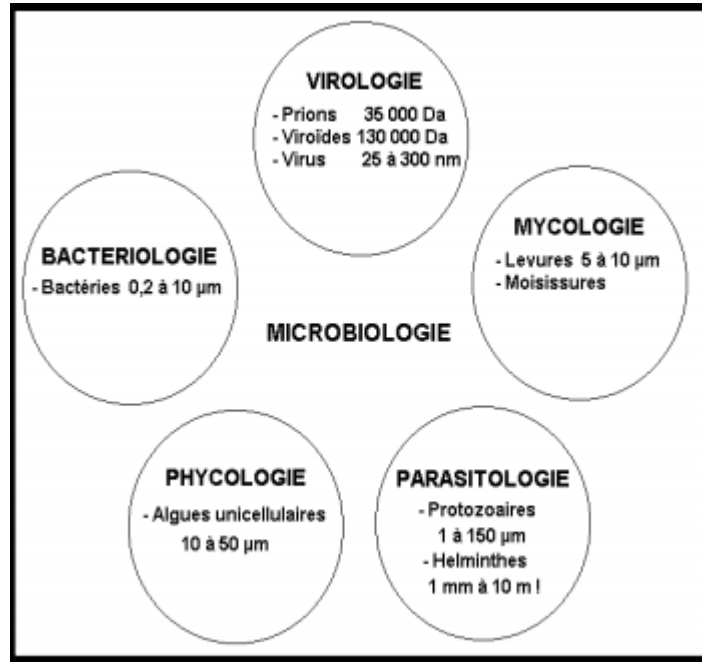 VIROLOGIE
- Prions 35 000 Da
- Viroïdes 130 000 Da
- Virus 25 à 300 nm
BACTERIOLOGIE
- Bactéries 0,2 à 10 µm
MYCOLOGIE
- Levures 5 à 10 µm
- Moisissures
MICROBIOLOGIE
PHYCOLOGIE
- Algues unicellulaires
10 à 50 µm
PARASITOLOGIE
- Protozoaires
1 à 150 µm
- Helminthes
1 mm à 10 m !